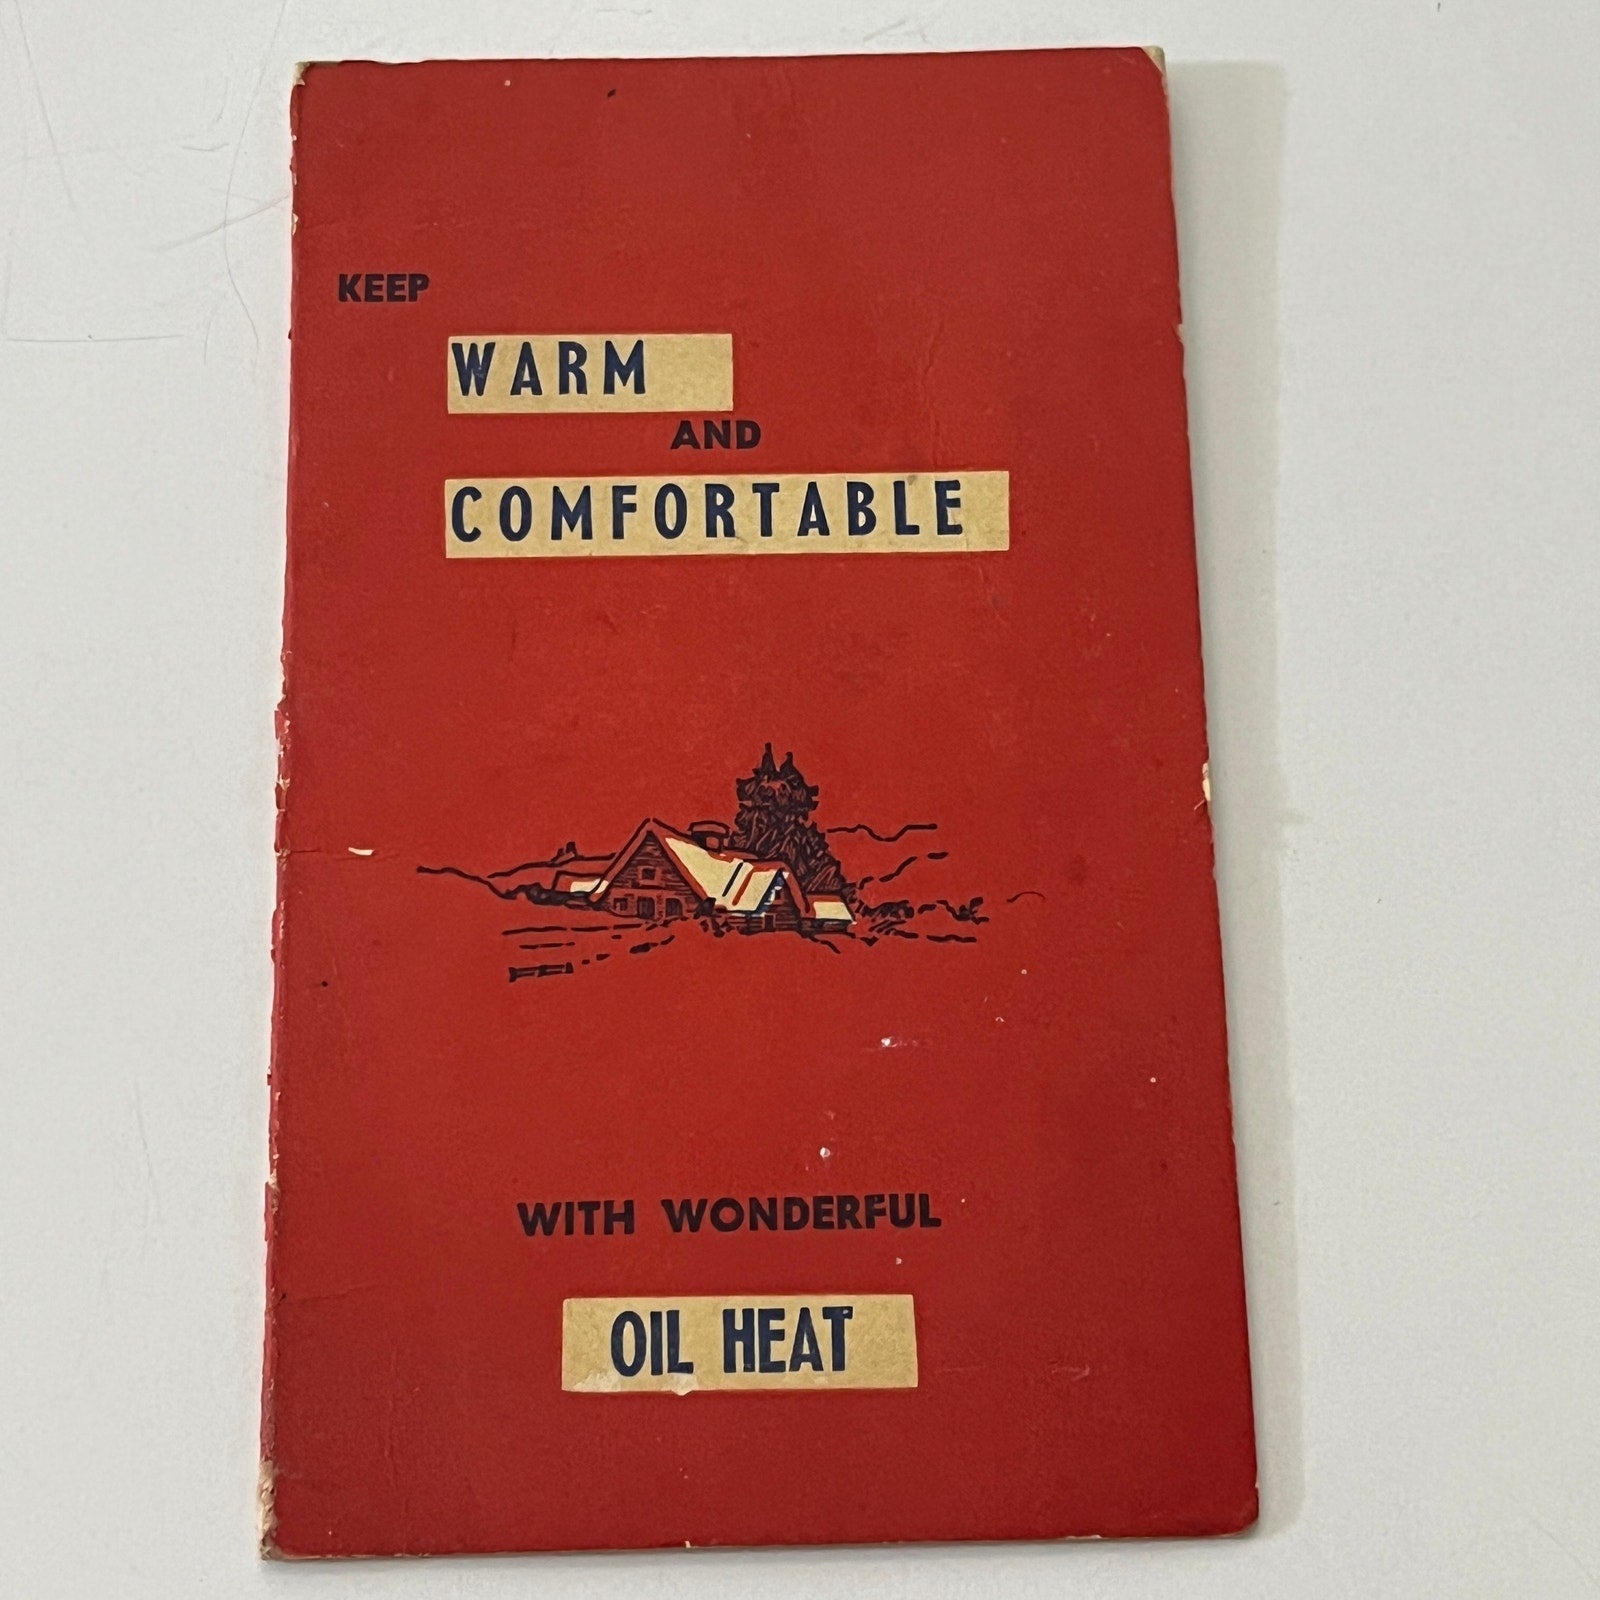 KEEP
WARM
AND
COMFORTABLE
WITH WONDERFUL
OIL HEAT